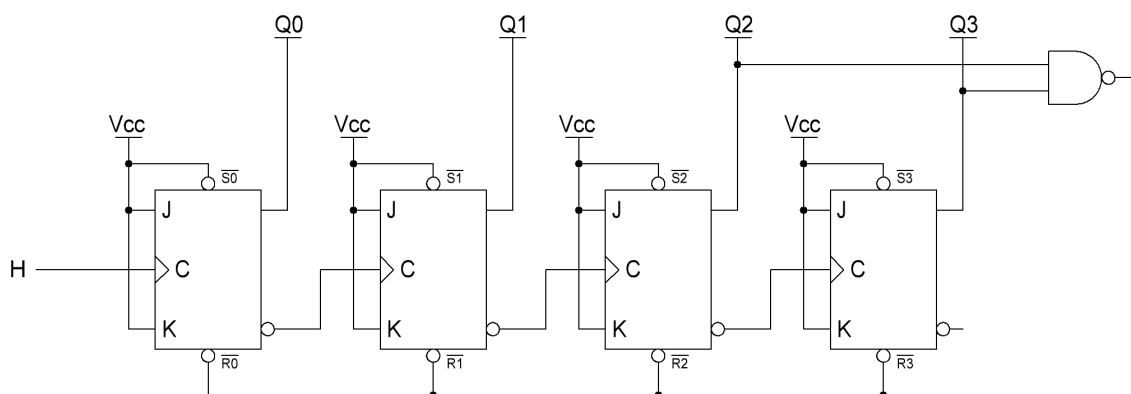 Q0 Q1 Q2 Q3
Vcc Vcc Vcc Vcc
S0 S1 S2 S3
J J J J
H C C C C
K K K K
R0 R1 R2 R3